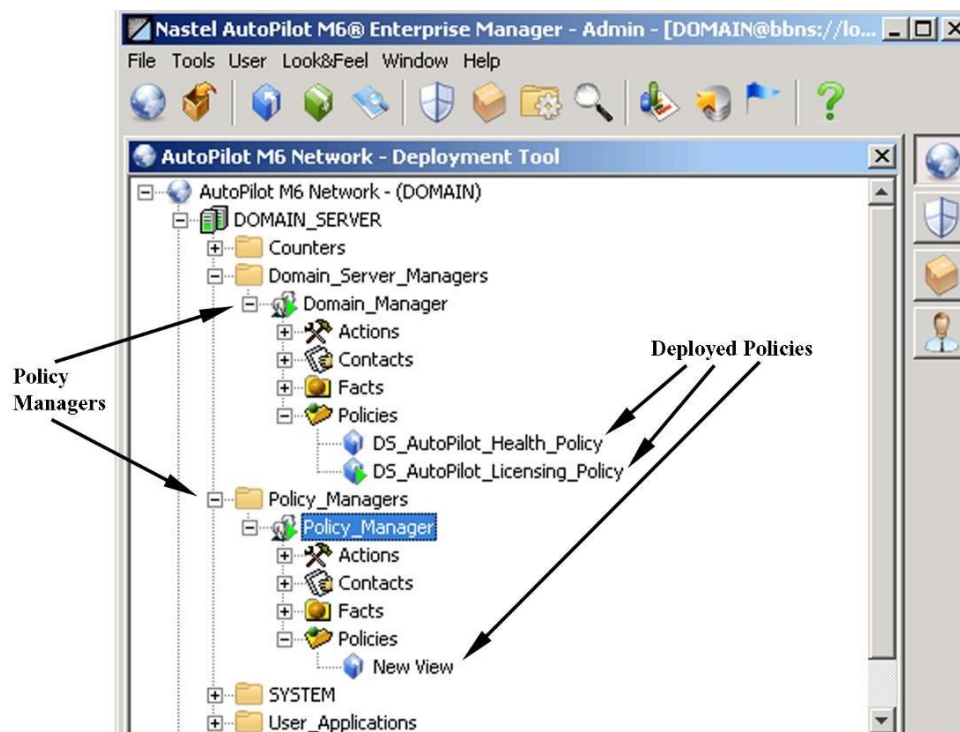 Nastel AutoPilot M6® Enterprise Manager - Admin - [DOMAIN@bbns://lo...
File Tools User Look&Feel Window Help
AutoPilot M6 Network - Deployment Tool
AutoPilot M6 Network - (DOMAIN)
DOMAIN_SERVER
Counters
Domain_Server_Managers
Domain_Manager
Actions
Contacts
Deployed Policies
Policy
Managers
Facts
Policies
DS_AutoPilot_Health_Policy
DS_AutoPilot_Licensing_Policy
Policy_Managers
Policy_Manager
Actions
Contacts
Facts
Policies
New View
SYSTEM
User_Applications